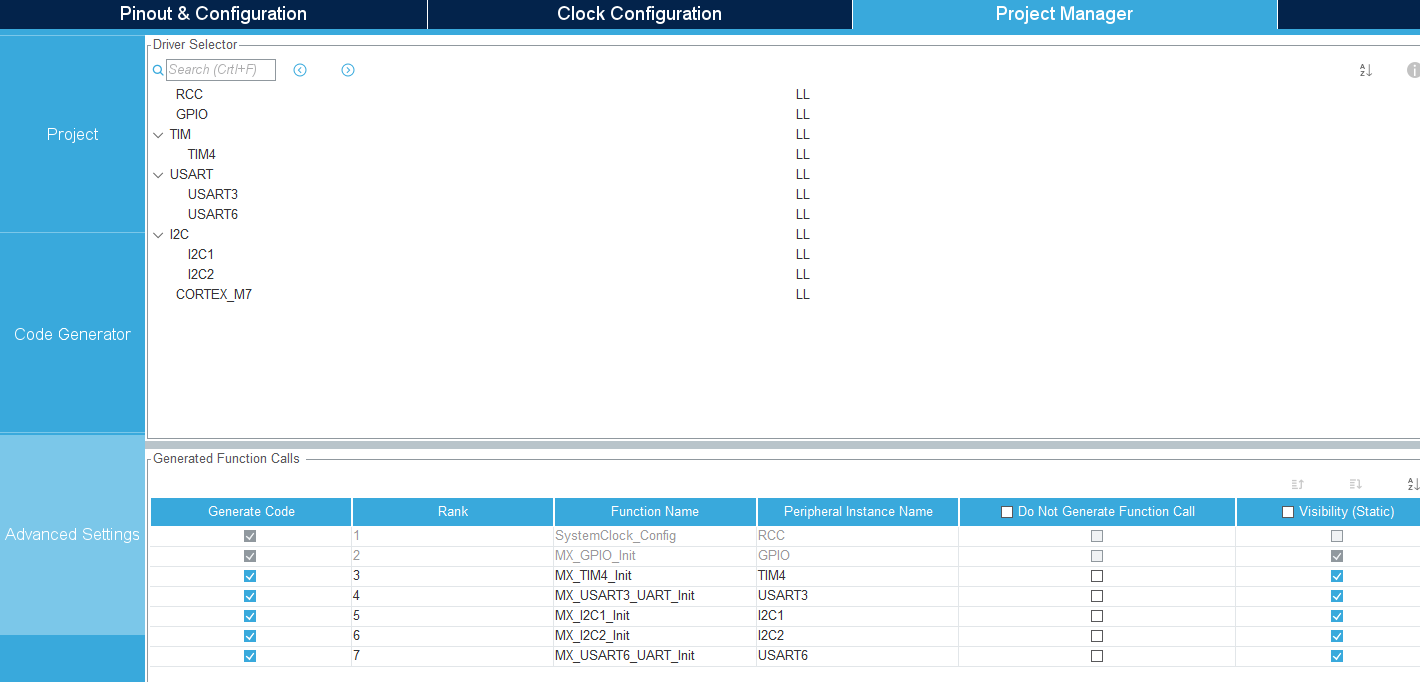 Pinout & Configuration Clock Configuration Project Manager
Driver Selector
Search (Crtl+F)
RCC LL
GPIO LL
TIM LL
TIM4 LL
USART LL
USART3 LL
USART6 LL
I2C LL
I2C1 LL
I2C2 LL
CORTEX_M7 LL
Project
Code Generator
Advanced Settings
Generated Function Calls
Generate Code Rank Function Name Peripheral Instance Name Do Not Generate Function Call Visibility (Static)
1 SystemClock_Config RCC
2 MX_GPIO_Init GPIO
3 MX_TIM4_Init TIM4
4 MX_USART3_UART_Init USART3
5 MX_I2C1_Init I2C1
6 MX_I2C2_Init I2C2
7 MX_USART6_UART_Init USART6